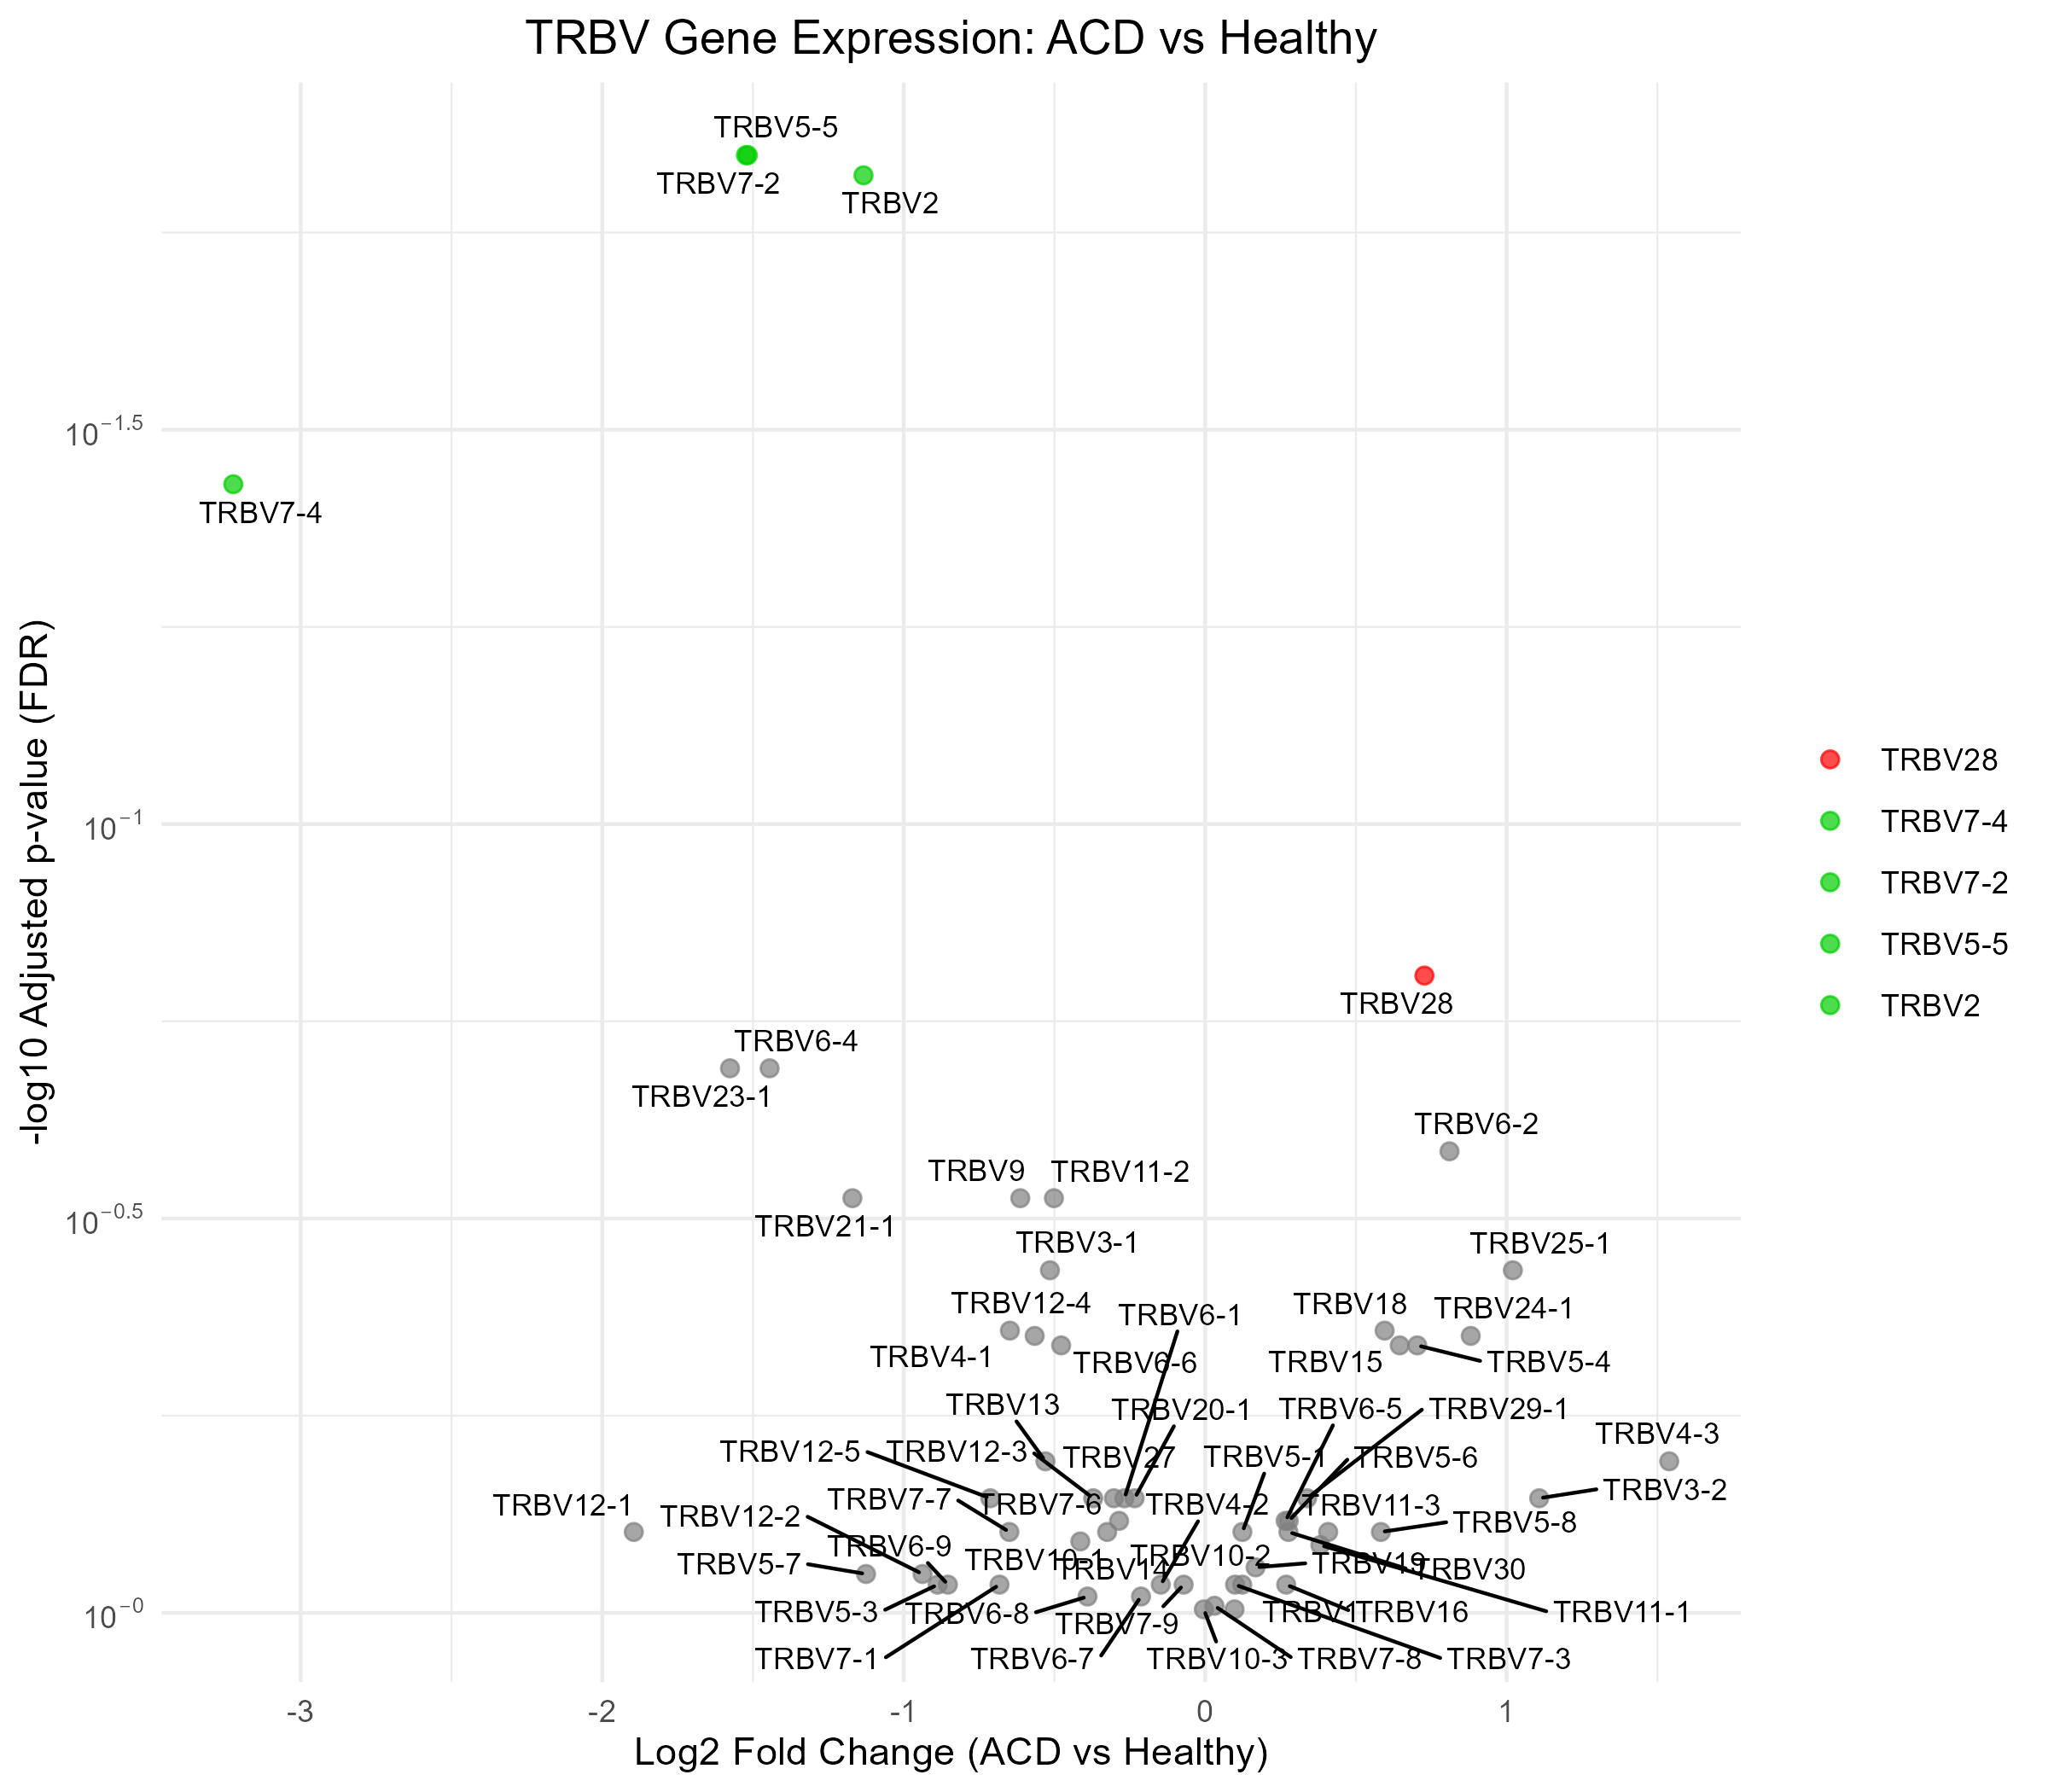 TRBV Gene Expression: ACD vs Healthy
TRBV5-5
TRBV7-2
TRBV2
10−1.5
TRBV7-4
-log10 Adjusted p-value (FDR)
TRBV28
TRBV7-4
TRBV7-2
TRBV5-5
TRBV2
10−1
TRBV28
TRBV6-4
TRBV23-1
TRBV6-2
TRBV9
TRBV11-2
10−0.5
TRBV21-1
TRBV3-1
TRBV25-1
TRBV12-4
TRBV6-1
TRBV18
TRBV24-1
TRBV4-1
TRBV6-6
TRBV15
TRBV5-4
TRBV13
TRBV20-1
TRBV6-5
TRBV29-1
TRBV4-3
TRBV12-5
TRBV12-3
TRBV27
TRBV5-1
TRBV5-6
TRBV3-2
TRBV12-1
TRBV12-2
TRBV7-7
TRBV7-6
TRBV4-2
TRBV11-3
TRBV5-8
TRBV6-9
TRBV5-7
TRBV10-1
TRBV14
TRBV10-2
TRBV19
TRBV30
10−0
TRBV5-3
TRBV6-8
TRBV7-9
TRBV1
TRBV16
TRBV11-1
TRBV7-1
TRBV6-7
TRBV10-3
TRBV7-8
TRBV7-3
-3
-2
-1
0
1
Log2 Fold Change (ACD vs Healthy)